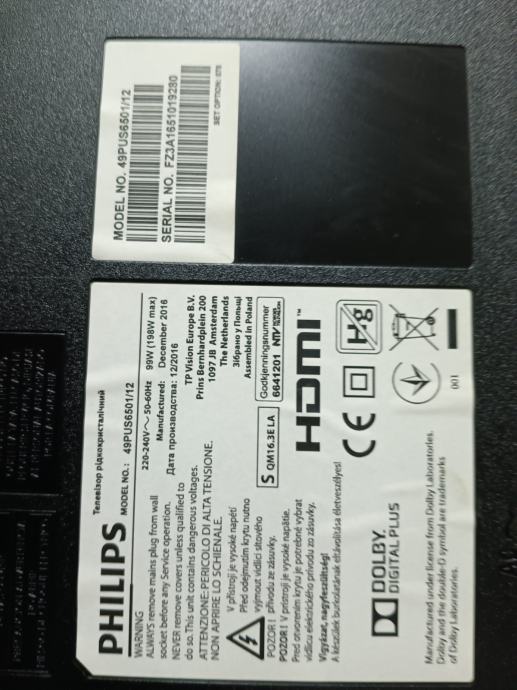 MODEL NO. 49PUS6501/12
SERIAL NO. FZ3A1651019280
SET OPTION:
PHILIPS
Телевізор рідкокристалічний
MODEL NO.: 49PUS6501/12
220-240V~ 50-60Hz 99W (198W max)
Manufactured: December 2016
Дата производства: 12/2016
TP Vision Europe B.V.
Prins Bernhardplein 200
1097 JB Amsterdam
The Netherlands
Зібрано у Польщі
Assembled in Poland
WARNING
ALWAYS remove mains plug from wall
socket before any Service operation.
NEVER remove covers unless qualified to
do so. This unit contains dangerous voltages.
ATTENZIONE:PERICOLO DI ALTA TENSIONE.
NON APRIRE LO SCHIENALE.
V přístroji je vysoké napětí
Před odejmutím krytu nutno
vyjmout vidlici síťového
POZOR! přívodu ze zásuvky.
POZOR! V prístroji je vysoké napätie.
Pred otvorením krytu je potrebné vybrat
vidlicu elektrického prívodu zo zásuvky.
Vigyázat, nagyfeszültség!
A készülék burkolatának eltávolítása életveszélyes!
S QM16.3E LA
Godkjenningsnummer
6641201 NTV
HDMI™
CE
Hg
001
DOLBY
DIGITAL PLUS
Manufactured under license from Dolby Laboratories.
Dolby and the double-D symbol are trademarks
of Dolby Laboratories.